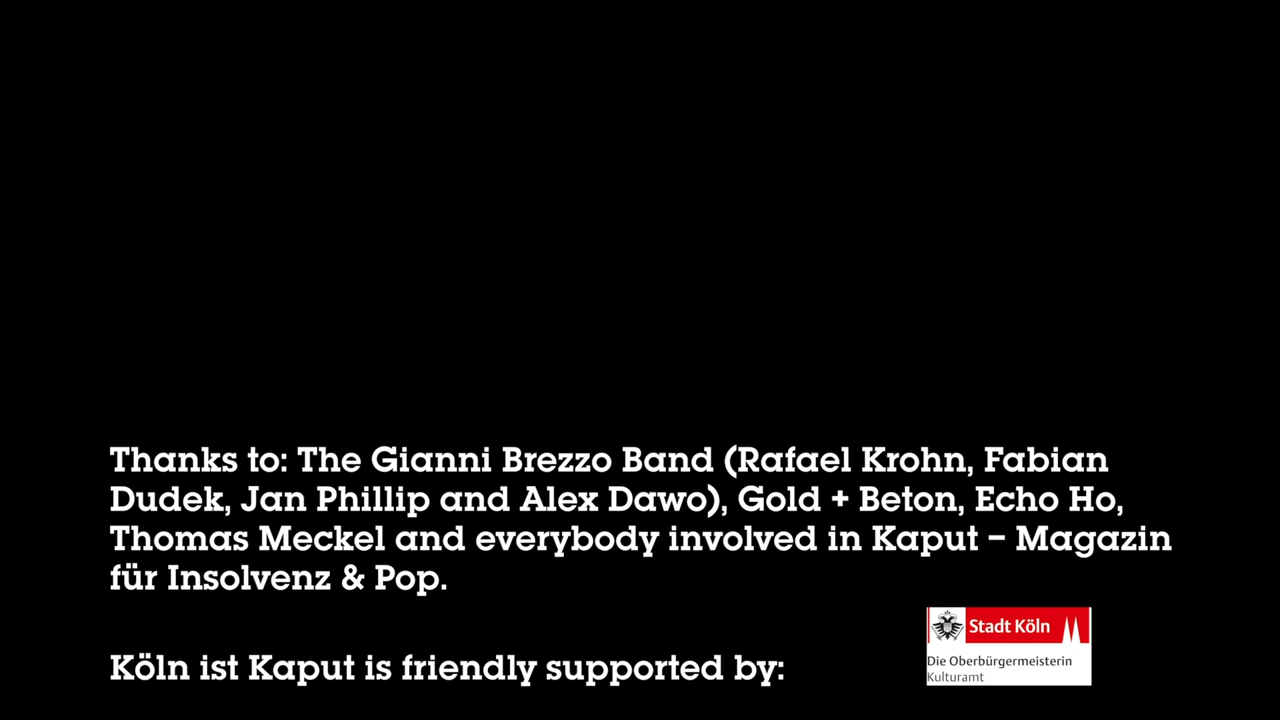 Thanks to: The Gianni Brezzo Band (Rafael Krohn, Fabian
Dudek, Jan Phillip and Alex Dawo), Gold + Beton, Echo Ho,
Thomas Meckel and everybody involved in Kaput – Magazin
für Insolvenz & Pop.
Köln ist Kaput is friendly supported by:
Stadt Köln
Die Oberbürgermeisterin
Kulturamt